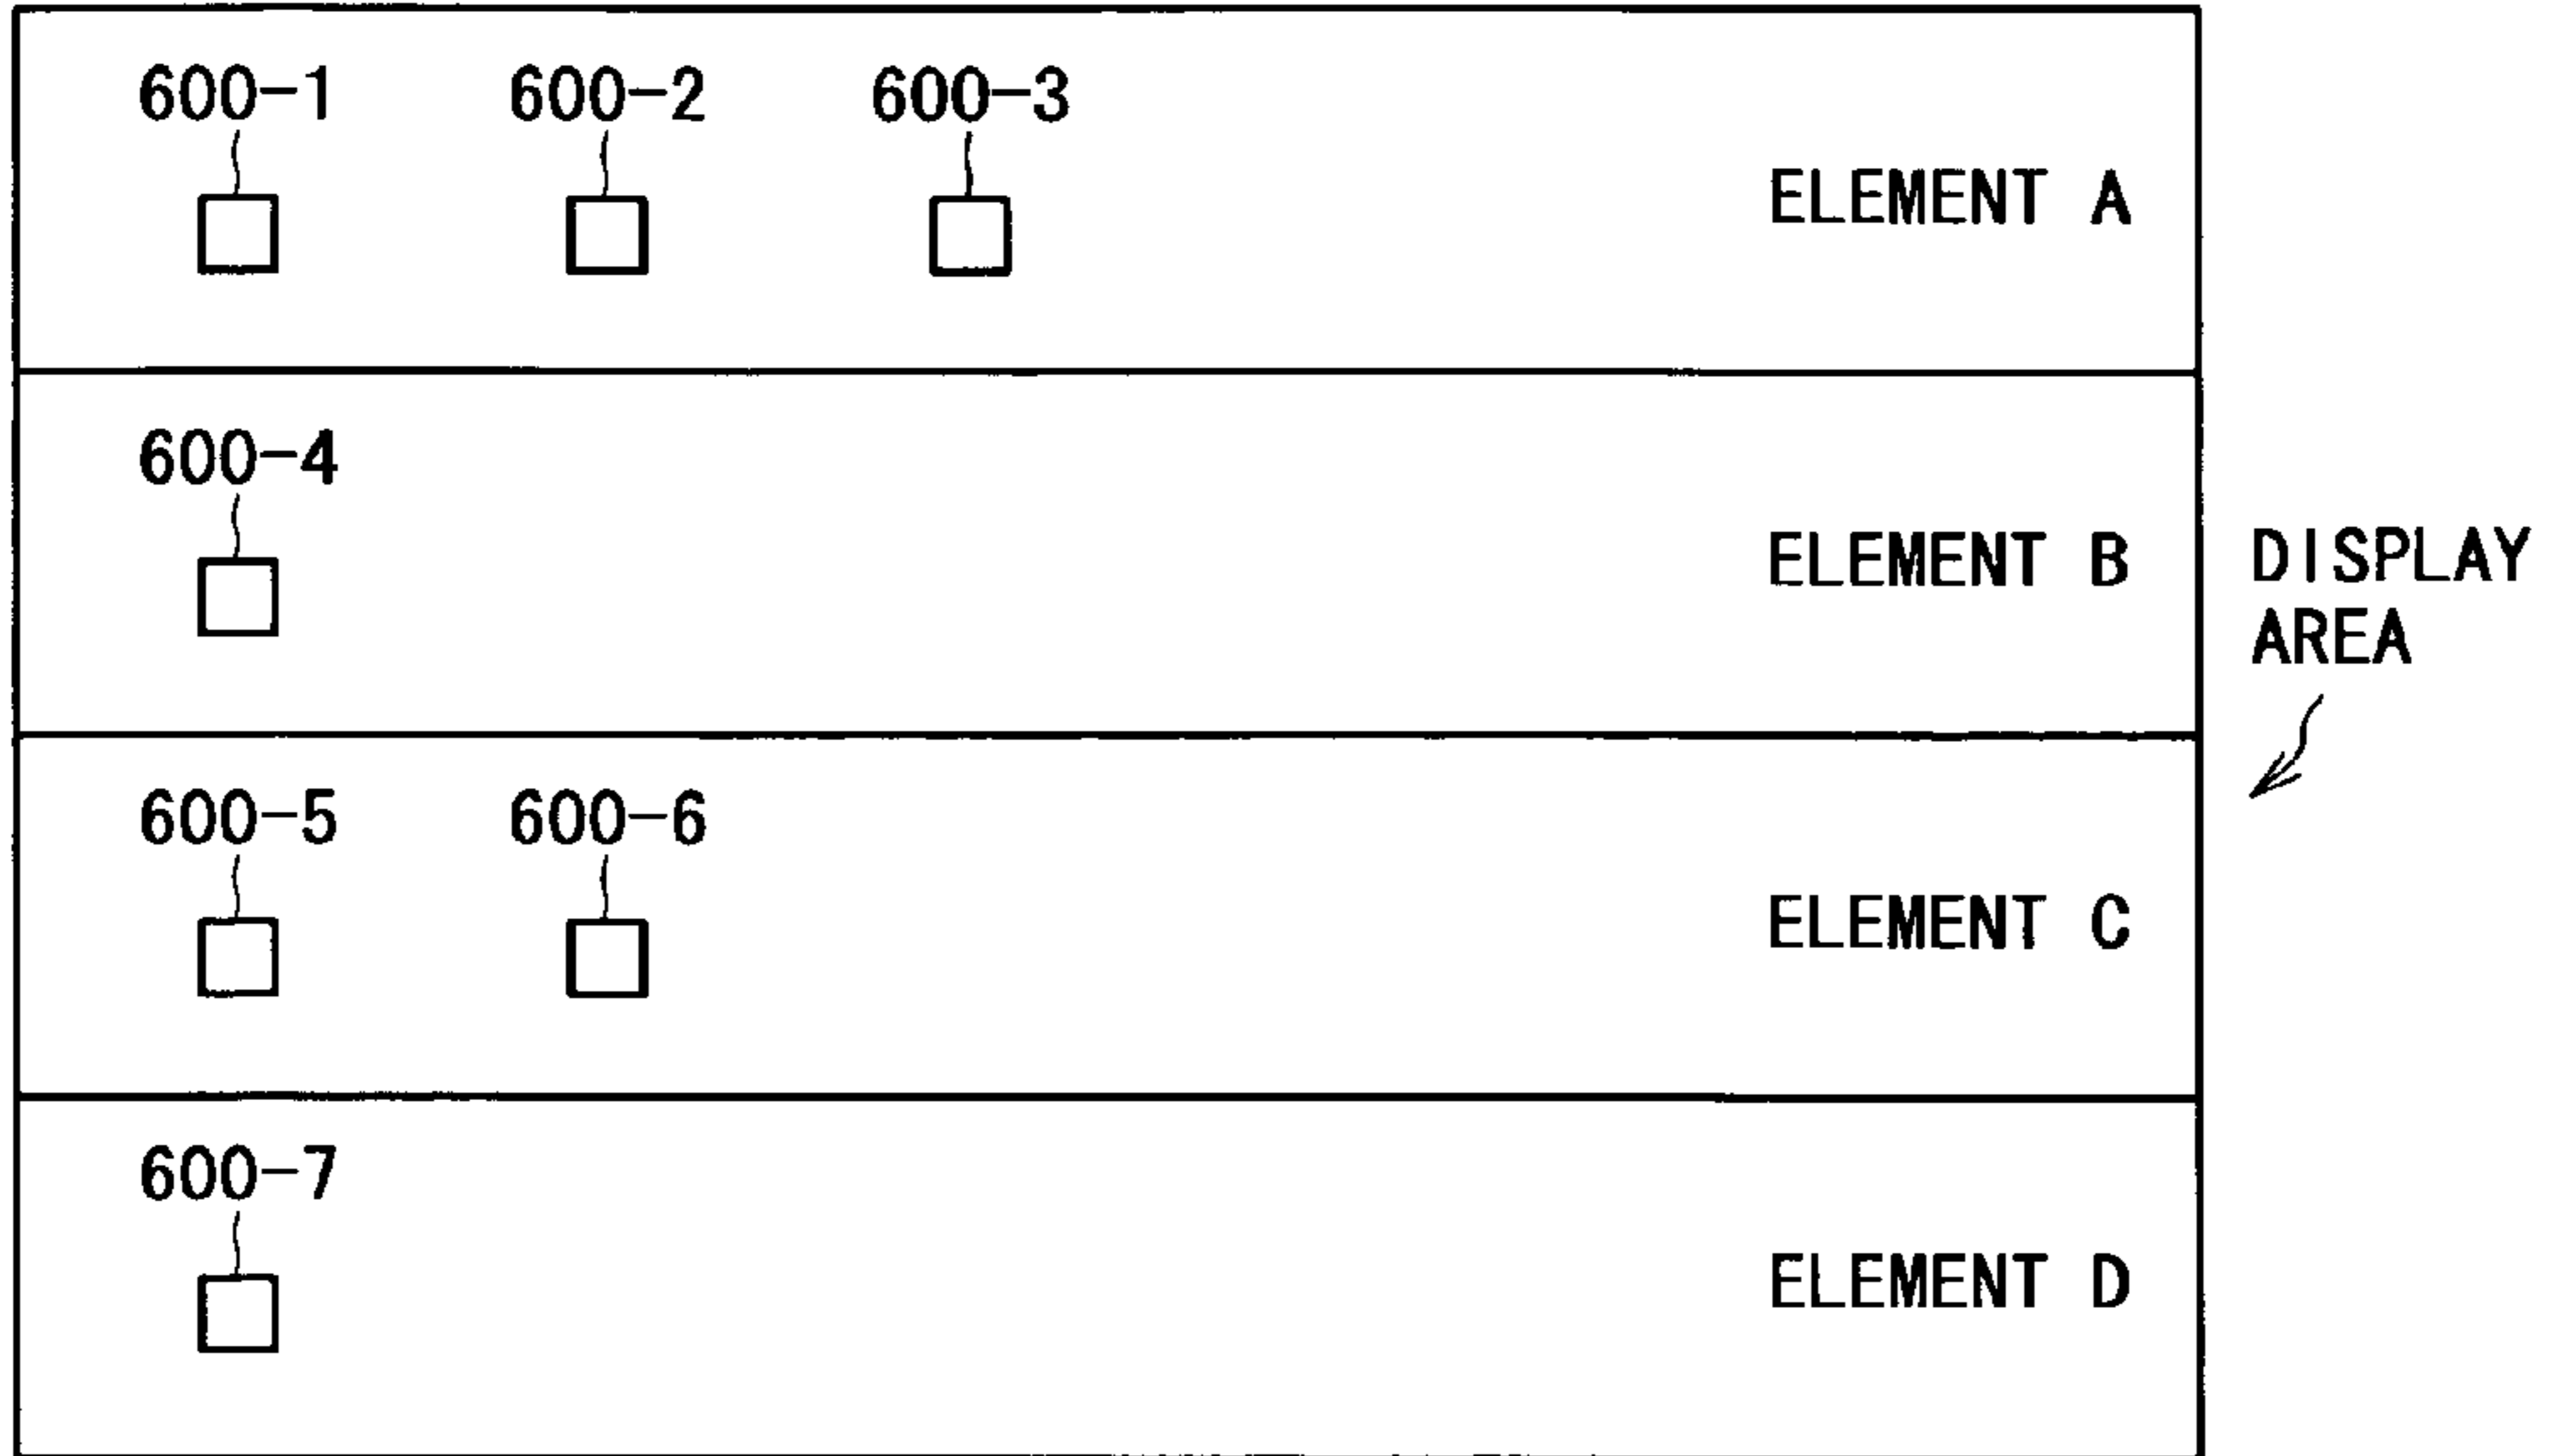 600-1 600-2 600-3
ELEMENT A
600-4
ELEMENT B
DISPLAY
AREA
600-5 600-6
ELEMENT C
600-7
ELEMENT D